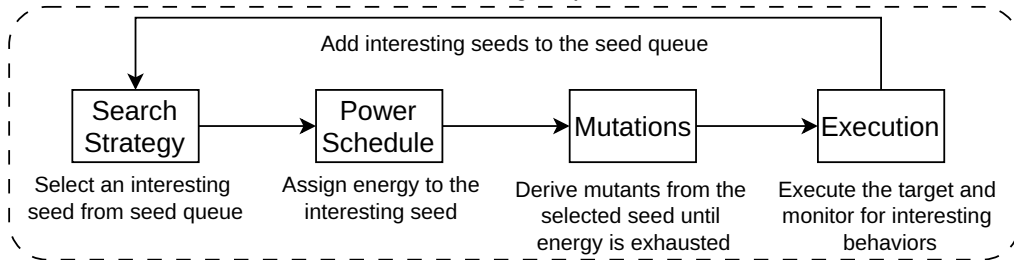 Add interesting seeds to the seed queue
Search
Strategy
Power
Schedule
Mutations
Execution
Select an interesting
seed from seed queue
Assign energy to the
interesting seed
Derive mutants from the
selected seed until
energy is exhausted
Execute the target and
monitor for interesting
behaviors